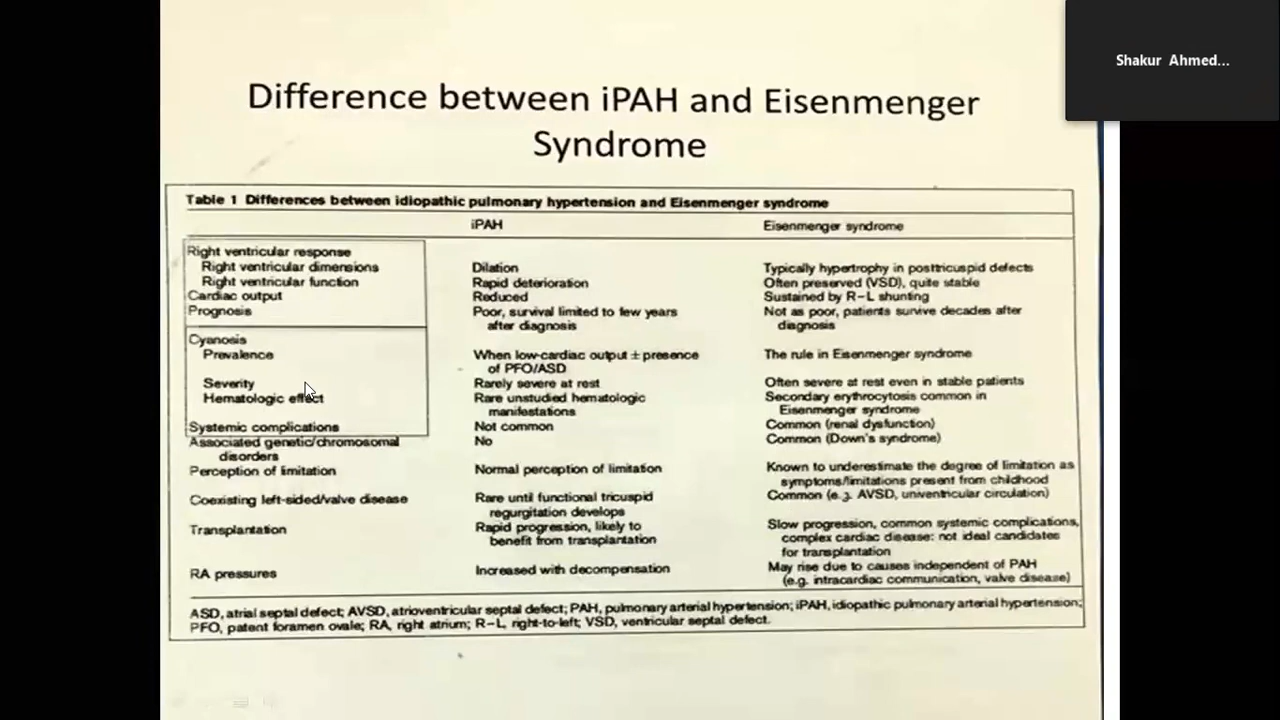 Shakur Ahmed...
Difference between iPAH and Eisenmenger
Syndrome
Table 1 Differences between idiopathic pulmonary hypertension and Eisenmenger syndrome
iPAH Eisenmenger syndrome
Right ventricular response
Right ventricular dimensions Dilation Typically hypertrophy in posttricuspid defects
Right ventricular function Rapid deterioration Often preserved (VSD), quite stable
Cardiac output Reduced Sustained by R–L shunting
Prognosis Poor, survival limited to few years Not as poor, patients survive decades after
after diagnosis diagnosis
Cyanosis
Prevalence When low-cardiac output ± presence The rule in Eisenmenger syndrome
of PFO/ASD
Severity Rarely severe at rest Often severe at rest even in stable patients
Hematologic effect Rare unstudied hematologic Secondary erythrocytosis common in
manifestations Eisenmenger syndrome
Systemic complications Not common Common (renal dysfunction)
Associated genetic/chromosomal No Common (Down's syndrome)
disorders
Perception of limitation Normal perception of limitation Known to underestimate the degree of limitation as
symptoms/limitations present from childhood
Coexisting left-sided/valve disease Rare until functional tricuspid Common (e.g. AVSD, univentricular circulation)
regurgitation develops
Transplantation Rapid progression, likely to Slow progression, common systemic complications,
benefit from transplantation complex cardiac disease: not ideal candidates
for transplantation
RA pressures Increased with decompensation May rise due to causes independent of PAH
(e.g. intracardiac communication, valve disease)
ASD, atrial septal defect; AVSD, atrioventricular septal defect; PAH, pulmonary arterial hypertension; iPAH, idiopathic pulmonary arterial hypertension;
PFO, patent foramen ovale; RA, right atrium; R–L, right-to-left; VSD, ventricular septal defect.